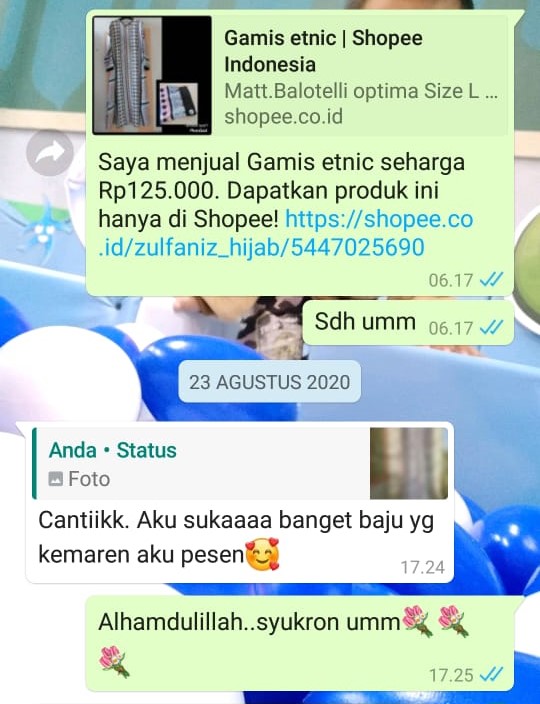 Gamis etnic | Shopee
Indonesia
Matt.Balotelli optima Size L ...
shopee.co.id
Saya menjual Gamis etnic seharga
Rp125.000. Dapatkan produk ini
hanya di Shopee! https://shopee.co
.id/zulfaniz_hijab/5447025690
06.17
Sdh umm 06.17
23 AGUSTUS 2020
Anda • Status
Foto
Cantiikk. Aku sukaaaa banget baju yg
kemaren aku pesen🥰
17.24
Alhamdulillah..syukron umm💐💐
💐
17.25